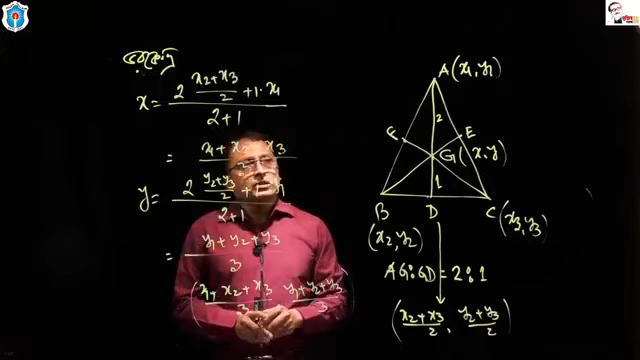 ভরকেন্দ্র
x = (2 (x₂+x₃)/2 + 1·x₁)/(2+1)
= (x₁ + x₂ + x₃)/3
y = (2 (y₂+y₃)/2 + 1·y₁)/(2+1)
= (y₁ + y₂ + y₃)/3
((x₁ + x₂ + x₃)/3, (y₁+y₂+y₃)/3)
A (x₁, y₁)
2
F E
G(x, y)
1
B D C (x₃, y₃)
(x₂, y₂)
AG:GD = 2:1
((x₂+x₃)/2, (y₂+y₃)/2)